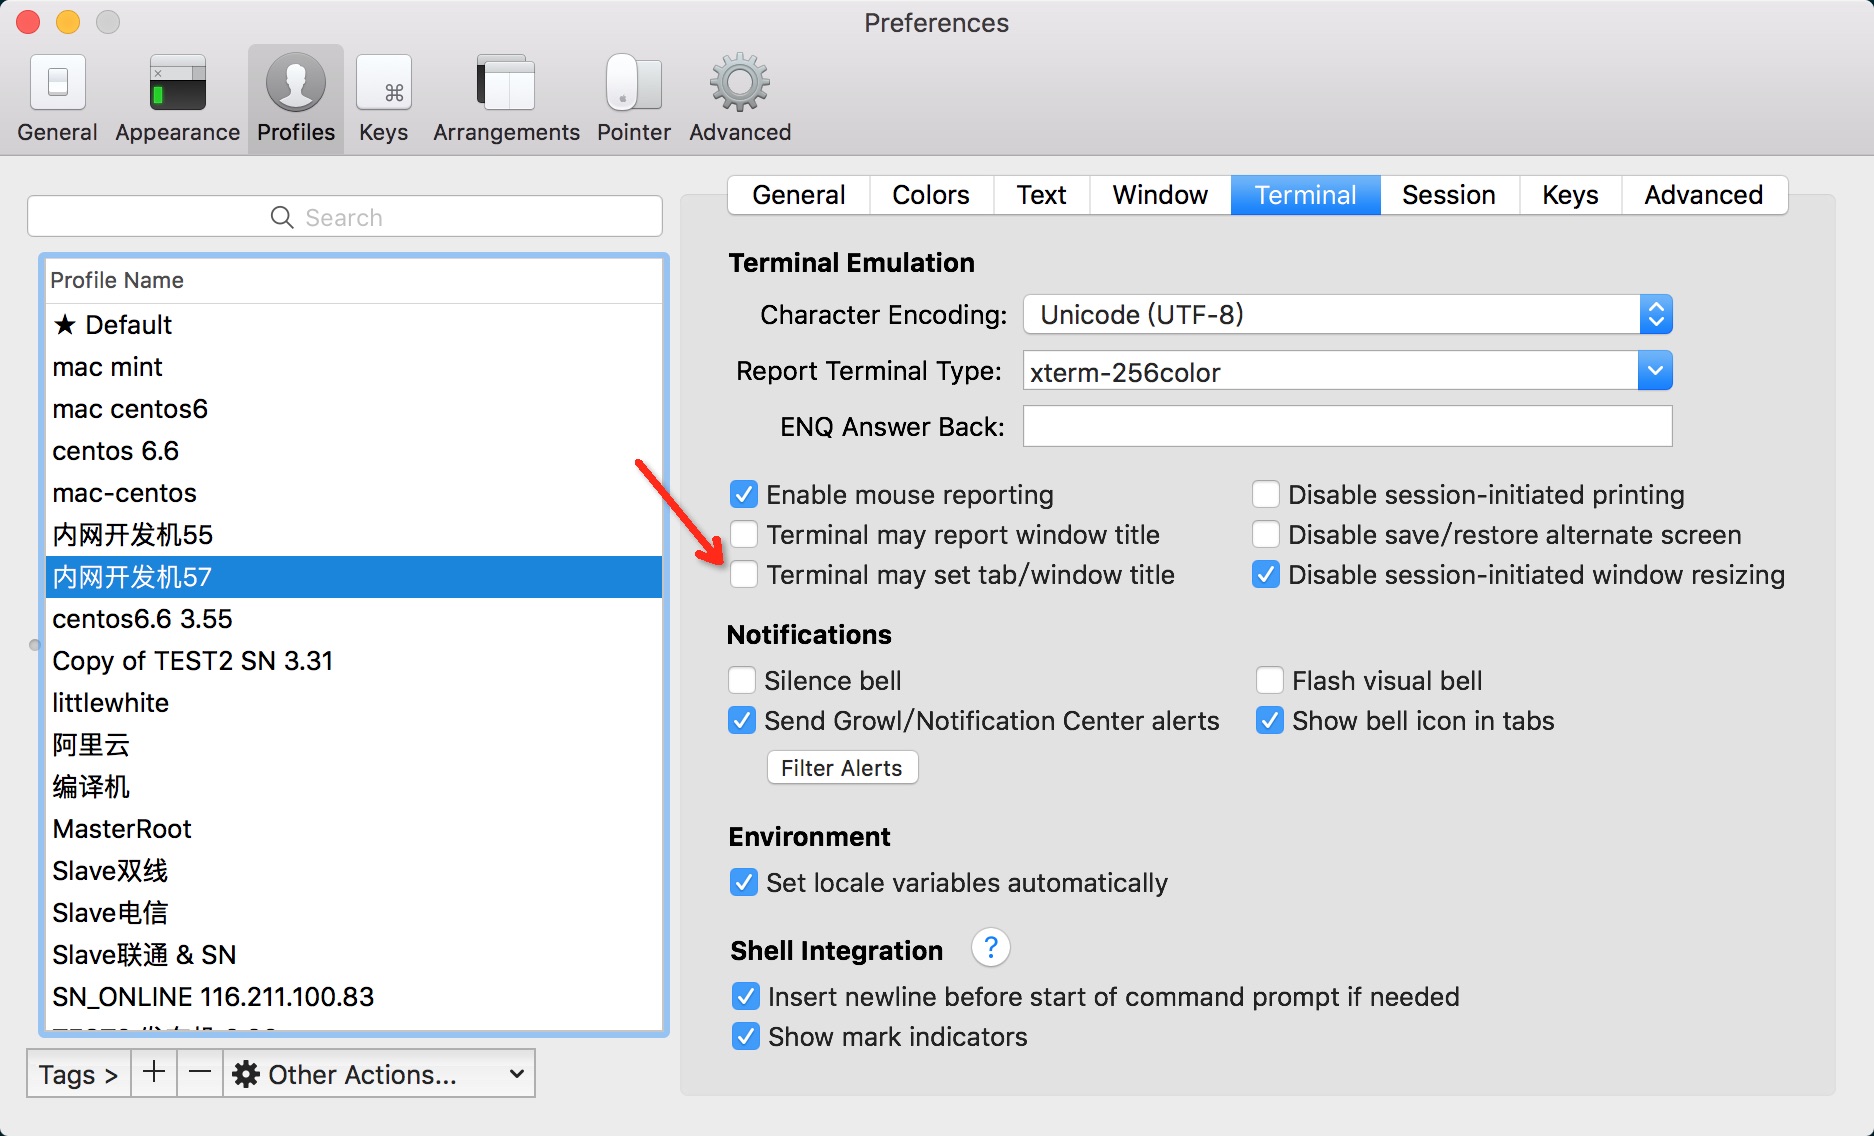 Preferences
General
Appearance
Profiles
Keys
Arrangements
Pointer
Advanced
Search
Profile Name
★ Default
mac mint
mac centos6
centos 6.6
mac-centos
内网开发机55
内网开发机57
centos6.6 3.55
Copy of TEST2 SN 3.31
littlewhite
阿里云
编译机
MasterRoot
Slave双线
Slave电信
Slave联通 & SN
SN_ONLINE 116.211.100.83
Tags >
Other Actions...
General
Colors
Text
Window
Terminal
Session
Keys
Advanced
Terminal Emulation
Character Encoding: Unicode (UTF-8)
Report Terminal Type: xterm-256color
ENQ Answer Back:
Enable mouse reporting
Disable session-initiated printing
Terminal may report window title
Disable save/restore alternate screen
Terminal may set tab/window title
Disable session-initiated window resizing
Notifications
Silence bell
Flash visual bell
Send Growl/Notification Center alerts
Show bell icon in tabs
Filter Alerts
Environment
Set locale variables automatically
Shell Integration ?
Insert newline before start of command prompt if needed
Show mark indicators